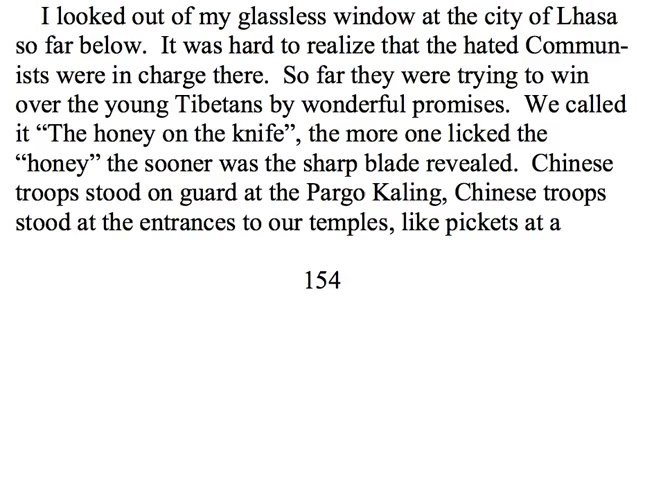 I looked out of my glassless window at the city of Lhasa
so far below.  It was hard to realize that the hated Commun-
ists were in charge there.  So far they were trying to win
over the young Tibetans by wonderful promises.  We called
it “The honey on the knife”, the more one licked the
“honey” the sooner was the sharp blade revealed.  Chinese
troops stood on guard at the Pargo Kaling, Chinese troops
stood at the entrances to our temples, like pickets at a
154